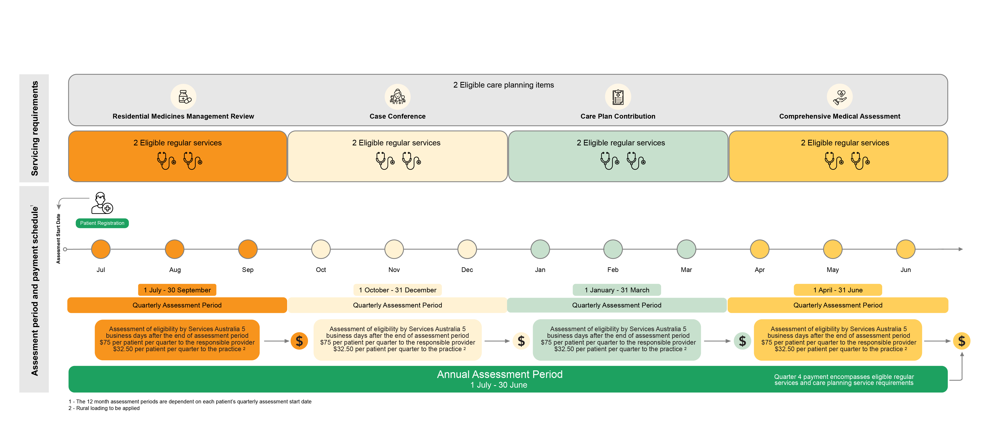 Servicing requirements
2 Eligible care planning items
Residential Medicines Management Review
Case Conference
Care Plan Contribution
Comprehensive Medical Assessment
2 Eligible regular services
2 Eligible regular services
2 Eligible regular services
2 Eligible regular services
Assessment period and payment schedule¹
Assessment Start Date
Patient Registration
Jul
Aug
Sep
Oct
Nov
Dec
Jan
Feb
Mar
Apr
May
Jun
1 July - 30 September
1 October - 31 December
1 January - 31 March
1 April - 31 June
Quarterly Assessment Period
Quarterly Assessment Period
Quarterly Assessment Period
Quarterly Assessment Period
Assessment of eligibility by Services Australia 5
business days after the end of assessment period
$75 per patient per quarter to the responsible provider
$32.50 per patient per quarter to the practice ²
$
Assessment of eligibility by Services Australia 5
business days after the end of assessment period
$75 per patient per quarter to the responsible provider
$32.50 per patient per quarter to the practice ²
$
Assessment of eligibility by Services Australia 5
business days after the end of assessment period
$75 per patient per quarter to the responsible provider
$32.50 per patient per quarter to the practice ²
$
Assessment of eligibility by Services Australia 5
business days after the end of assessment period
$75 per patient per quarter to the responsible provider
$32.50 per patient per quarter to the practice ²
$
Annual Assessment Period
1 July - 30 June
Quarter 4 payment encompasses eligible regular
services and care planning service requirements
1 - The 12 month assessment periods are dependent on each patient’s quarterly assessment start date
2 - Rural loading to be applied